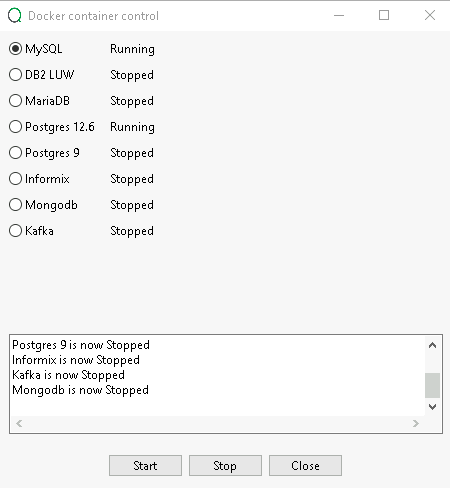 Docker container control
MySQL Running
DB2 LUW Stopped
MariaDB Stopped
Postgres 12.6 Running
Postgres 9 Stopped
Informix Stopped
Mongodb Stopped
Kafka Stopped
Postgres 9 is now Stopped
Informix is now Stopped
Kafka is now Stopped
Mongodb is now Stopped
Start Stop Close